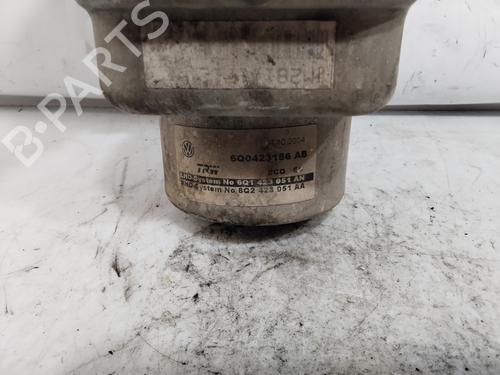 B-PARTS
6Q0423156 AB
TRW
LHD-System No 6Q1 423 051 AN
RHD-System No 6Q2 423 051 AA